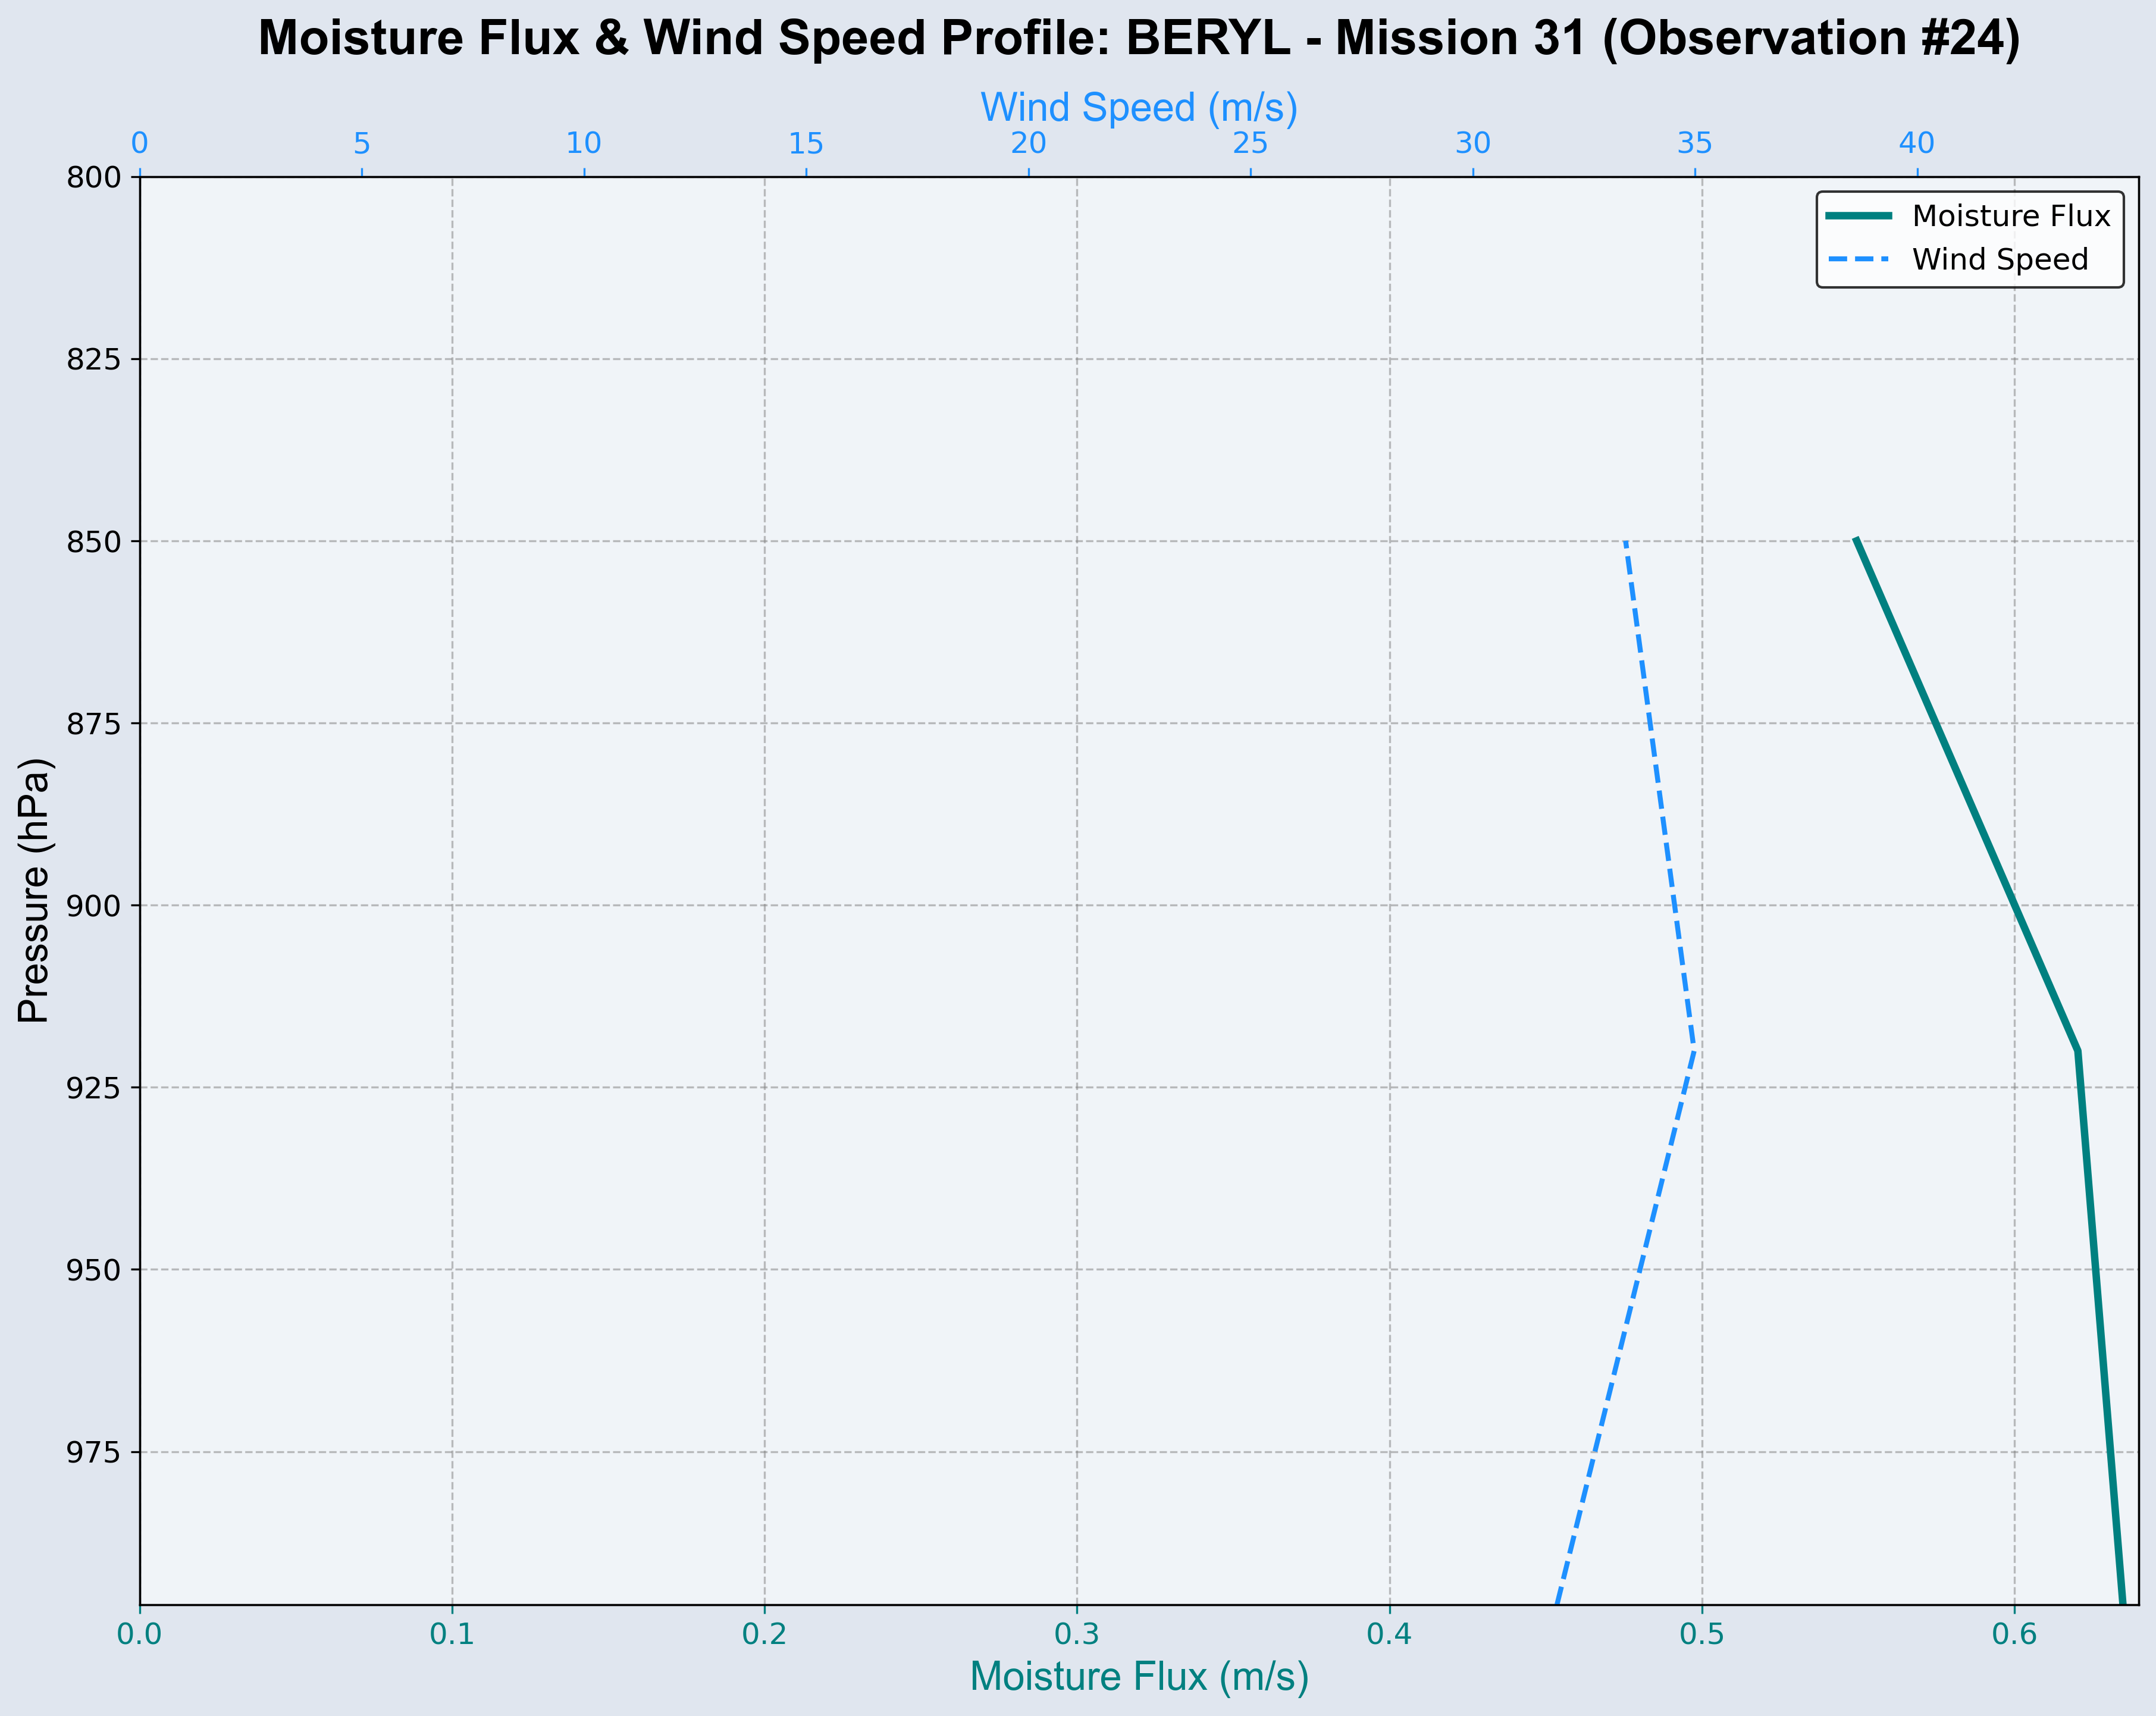 Moisture Flux & Wind Speed Profile: BERYL - Mission 31 (Observation #24)
Wind Speed (m/s)
0 5 10 15 20 25 30 35 40
Moisture Flux
Wind Speed
Pressure (hPa)
800
825
850
875
900
925
950
975
0.0 0.1 0.2 0.3 0.4 0.5 0.6
Moisture Flux (m/s)